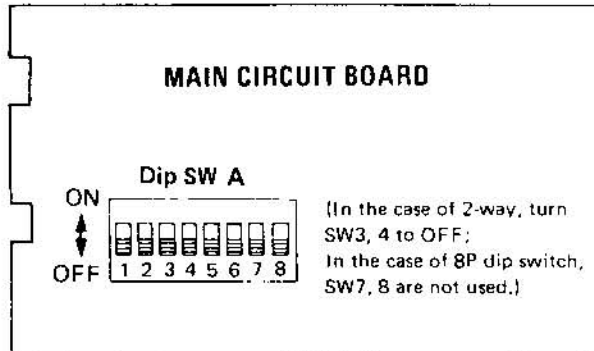 MAIN CIRCUIT BOARD
Dip SW A
ON
OFF
1 2 3 4 5 6 7 8
(In the case of 2-way, turn
SW3, 4 to OFF;
In the case of 8P dip switch,
SW7, 8 are not used.)